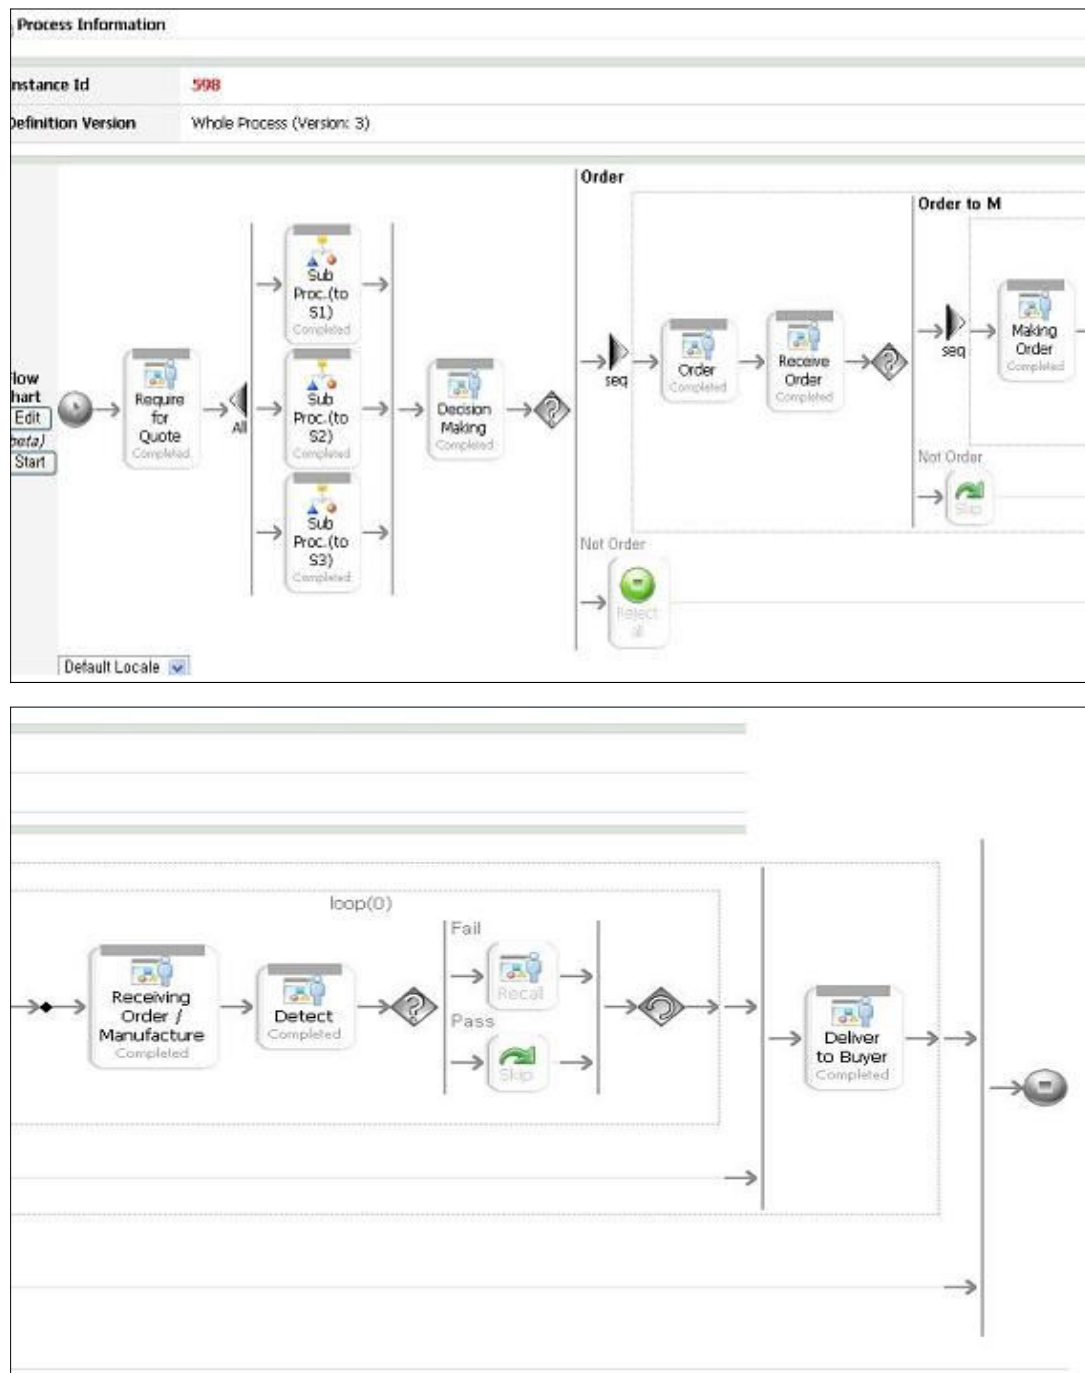 Process Information
nstance Id
598
Definition Version
Whole Process (Version: 3)
Order
Order to M
Sub
Proc.(to
S1)
Completed
Making
Order
Completed
seq
Order
Completed
Receive
Order
Completed
seq
low
hart
Edit
beta)
Start
Require
for
Quote
Completed
All
Sub
Proc.(to
S2)
Completed
Decision
Making
Completed
Not Order
Skip
Sub
Proc.(to
S3)
Completed
Not Order
Reject
all
Default Locale
loop(0)
Fail
Recall
Receiving
Order /
Manufacture
Completed
Detect
Completed
Pass
Skip
Deliver
to Buyer
Completed